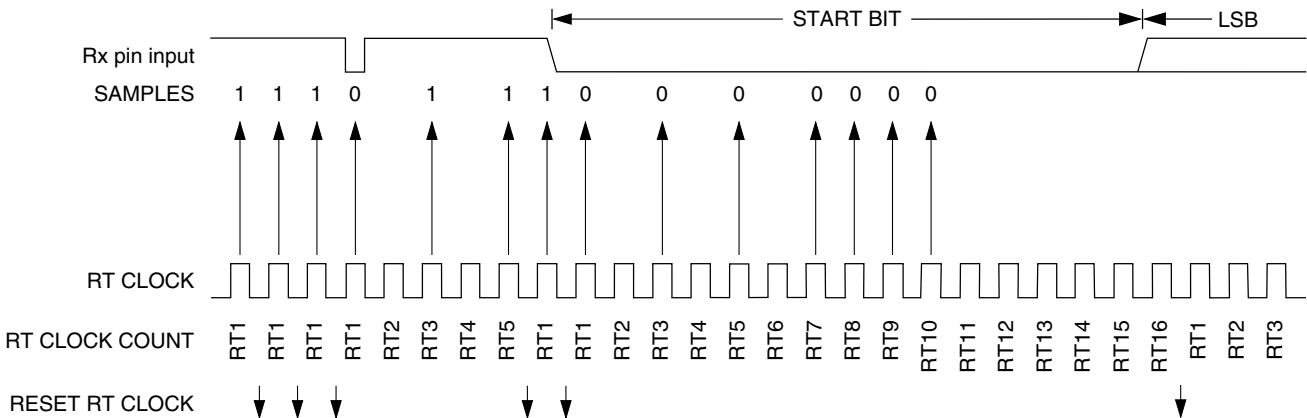 START BIT LSB
Rx pin input
SAMPLES 1 1 1 0 1 1 1 0 0 0 0 0 0 0
RT CLOCK
RT CLOCK COUNT RT1 RT1 RT1 RT1 RT2 RT3 RT4 RT5 RT1 RT1 RT2 RT3 RT4 RT5 RT6 RT7 RT8 RT9 RT10 RT11 RT12 RT13 RT14 RT15 RT16 RT1 RT2 RT3
RESET RT CLOCK